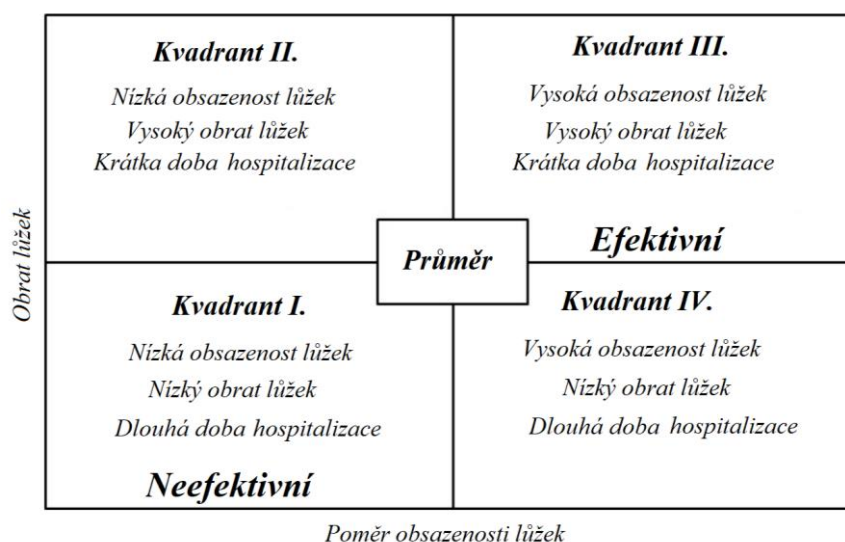 Kvadrant II.
Nízká obsazenost lůžek
Vysoký obrat lůžek
Krátka doba hospitalizace
Kvadrant III.
Vysoká obsazenost lůžek
Vysoký obrat lůžek
Krátka doba hospitalizace
Efektivní
Průměr
Obrat lůžek
Kvadrant I.
Nízká obsazenost lůžek
Nízký obrat lůžek
Dlouhá doba hospitalizace
Neefektivní
Kvadrant IV.
Vysoká obsazenost lůžek
Nízký obrat lůžek
Dlouhá doba hospitalizace
Poměr obsazenosti lůžek